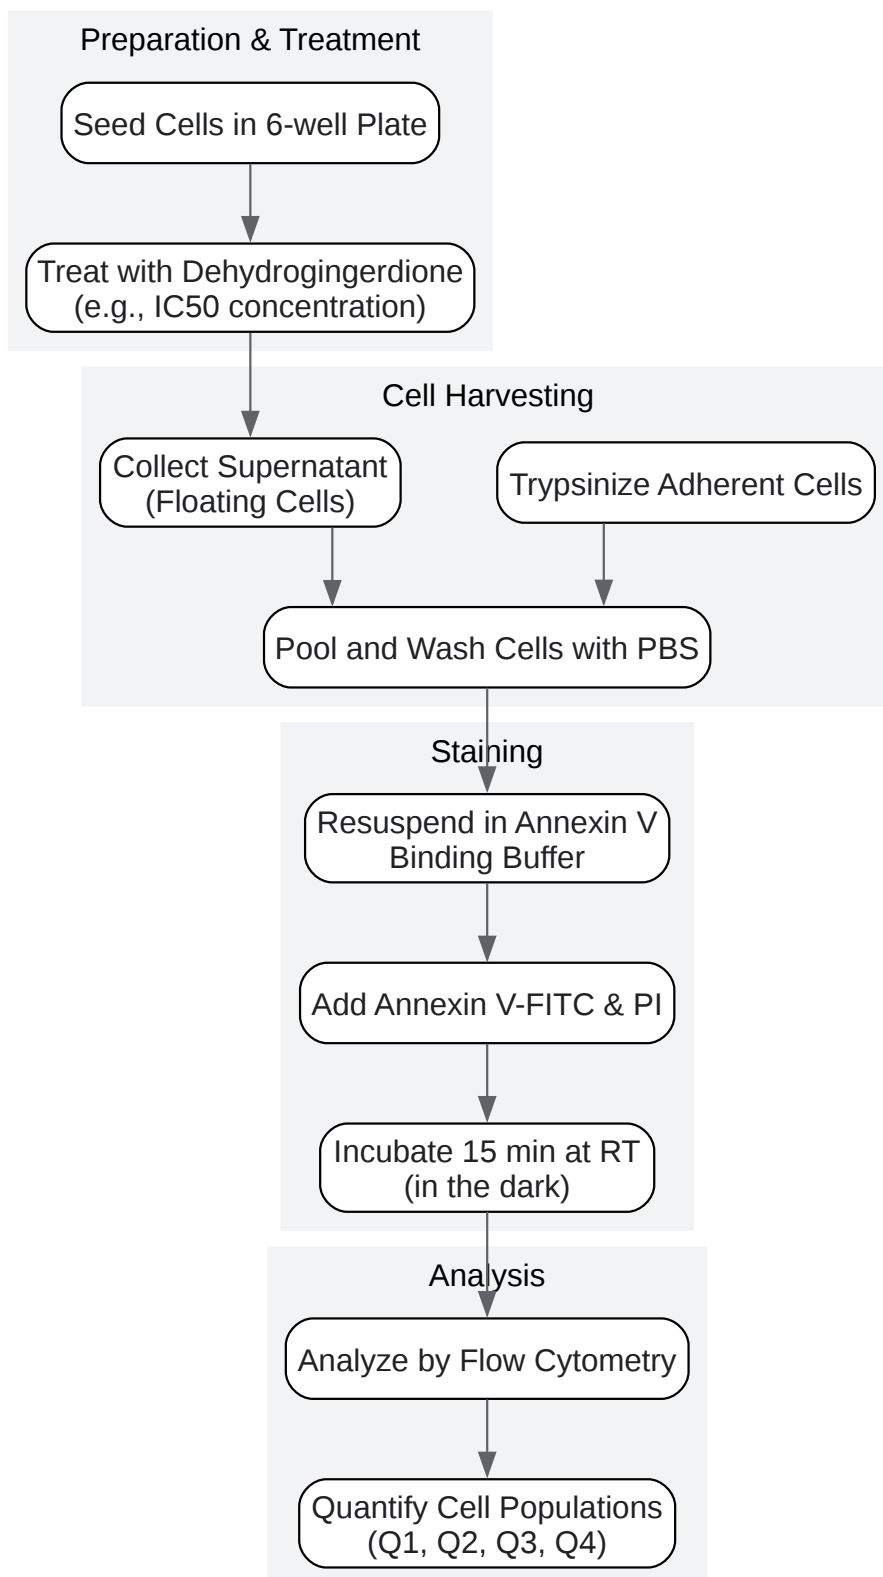 Preparation & Treatment
Seed Cells in 6-well Plate
Treat with Dehydrogingerdione
(e.g., IC50 concentration)
Cell Harvesting
Collect Supernatant
(Floating Cells)
Trypsinize Adherent Cells
Pool and Wash Cells with PBS
Staining
Resuspend in Annexin V
Binding Buffer
Add Annexin V-FITC & PI
Incubate 15 min at RT
(in the dark)
Analysis
Analyze by Flow Cytometry
Quantify Cell Populations
(Q1, Q2, Q3, Q4)